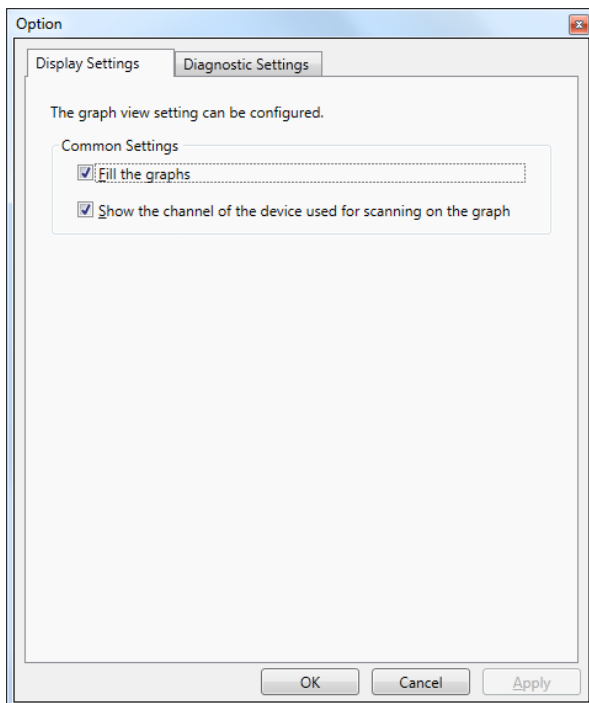 Option
Display Settings
Diagnostic Settings
The graph view setting can be configured.
Common Settings
Fill the graphs
Show the channel of the device used for scanning on the graph
OK
Cancel
Apply